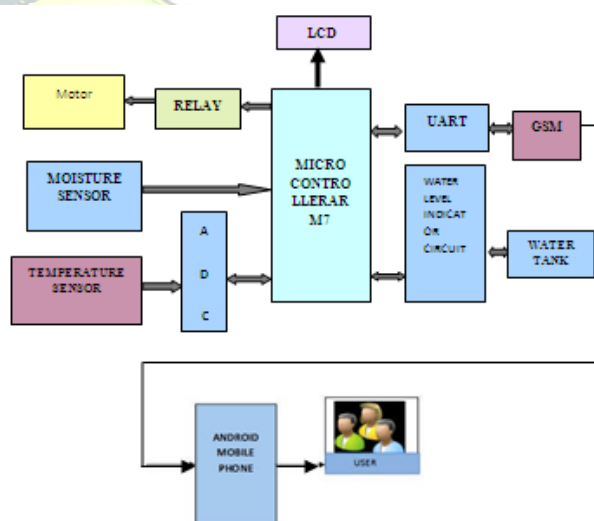 LCD
Motor
RELAY
UART
GSM
MICRO
CONTRO
LLERAR
M7
MOISTURE
SENSOR
WATER
LEVEL
INDICAT
OR
CIRCUIT
WATER
TANK
A
D
C
TEMPERATURE
SENSOR
ANDROID
MOBILE
PHONE
USER